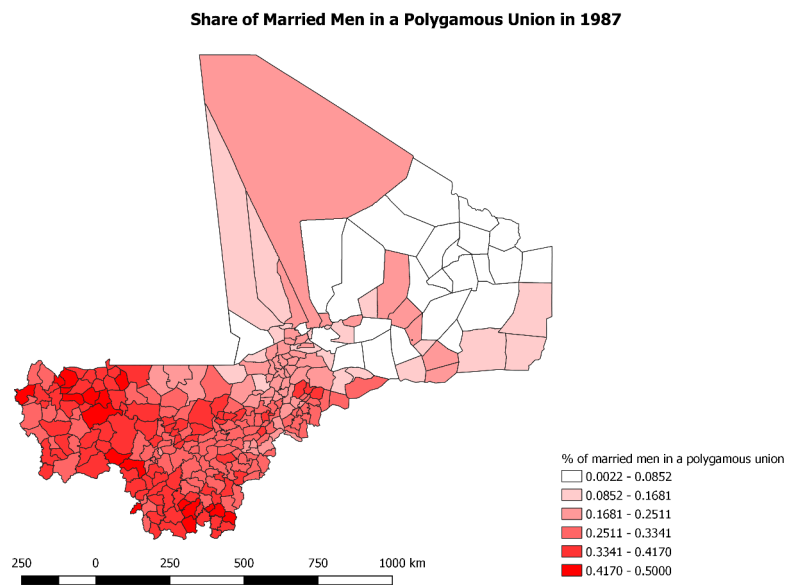 Share of Married Men in a Polygamous Union in 1987
% of married men in a polygamous union
0.0022 - 0.0852
0.0852 - 0.1681
0.1681 - 0.2511
0.2511 - 0.3341
0.3341 - 0.4170
0.4170 - 0.5000
250 0 250 500 750 1000 km